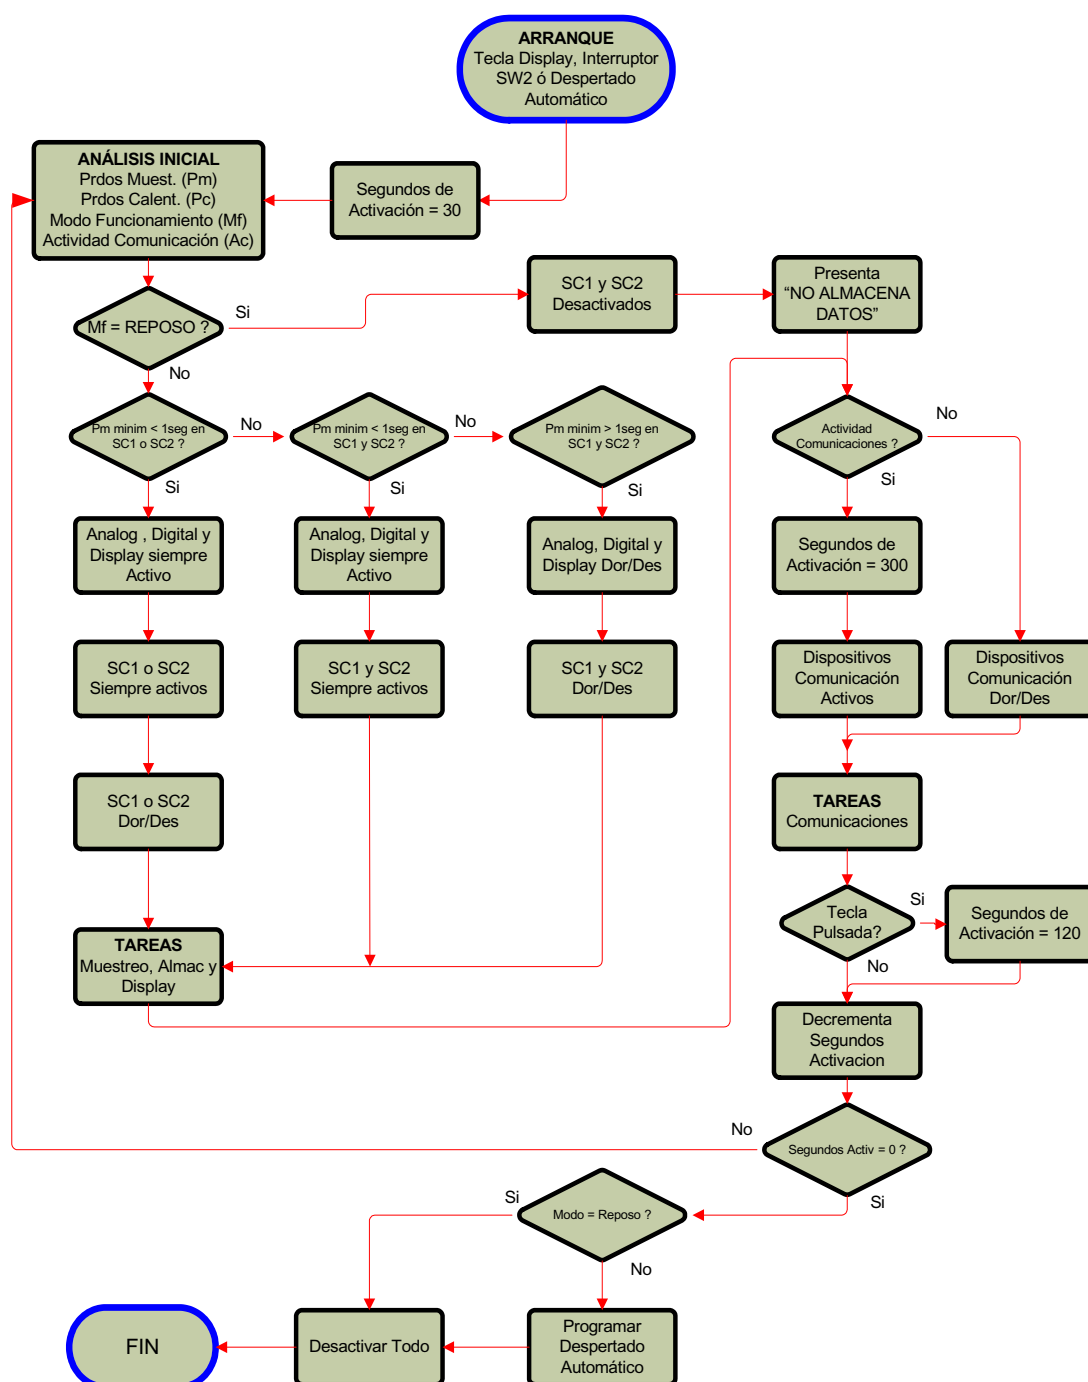 ARRANQUE
Tecla Display, Interruptor
SW2 ó Despertado
Automático
ANÁLISIS INICIAL
Prdos Muest. (Pm)
Prdos Calent. (Pc)
Modo Funcionamiento (Mf)
Actividad Comunicación (Ac)
Segundos de
Activación = 30
Mf = REPOSO ?
Si
No
SC1 y SC2
Desactivados
Presenta
“NO ALMACENA
DATOS”
Pm minim < 1seg en
SC1 o SC2 ?
No
Si
Pm minim < 1seg en
SC1 y SC2 ?
No
Si
Pm minim > 1seg en
SC1 y SC2 ?
Si
Actividad
Comunicaciones ?
No
Si
Analog , Digital y
Display siempre
Activo
Analog, Digital y
Display siempre
Activo
Analog, Digital y
Display Dor/Des
Segundos de
Activación = 300
SC1 o SC2
Siempre activos
SC1 y SC2
Siempre activos
SC1 y SC2
Dor/Des
Dispositivos
Comunicación
Activos
Dispositivos
Comunicación
Dor/Des
SC1 o SC2
Dor/Des
TAREAS
Comunicaciones
TAREAS
Muestreo, Almac y
Display
Tecla
Pulsada?
Si
No
Segundos de
Activación = 120
Decrementa
Segundos
Activacion
Segundos Activ = 0 ?
No
Si
Modo = Reposo ?
Si
No
Programar
Despertado
Automático
Desactivar Todo
FIN